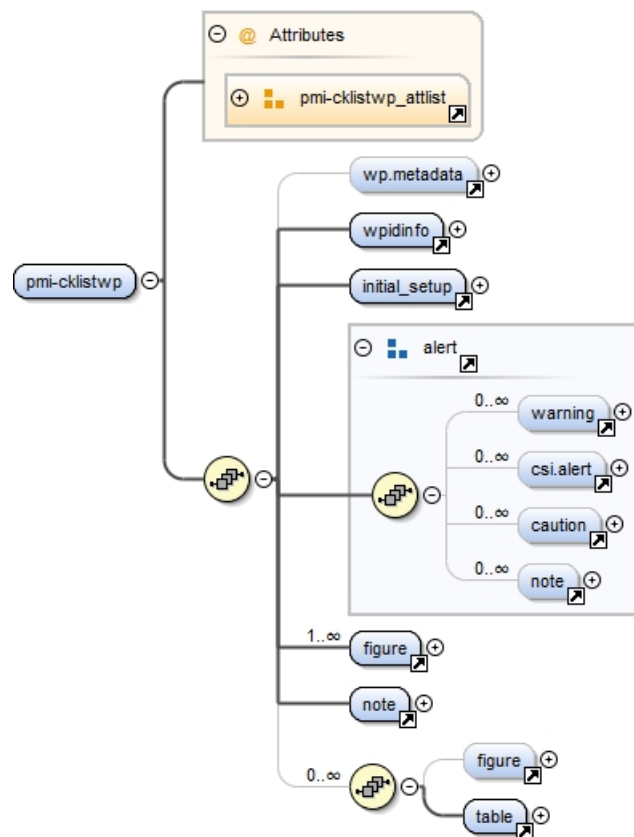 Attributes
pmi-cklistwp_attlist
wp.metadata
wpidinfo
pmi-cklistwp
initial_setup
alert
0..∞
warning
0..∞
csi.alert
0..∞
caution
0..∞
note
1..∞
figure
note
0..∞
figure
table